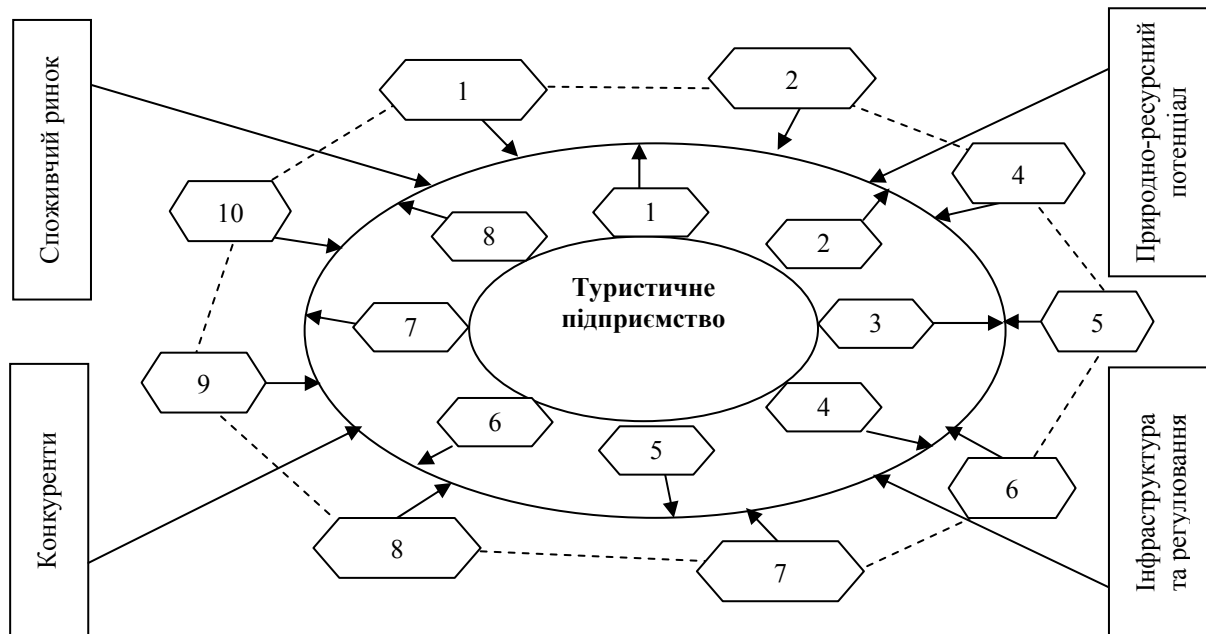 Споживчий ринок
1
2
Природно-ресурсний
потенціал
4
10
8
1
2
Туристичне
підприємство
7
3
5
9
6
4
5
6
8
7
Конкуренти
Інфраструктура
та регулювання